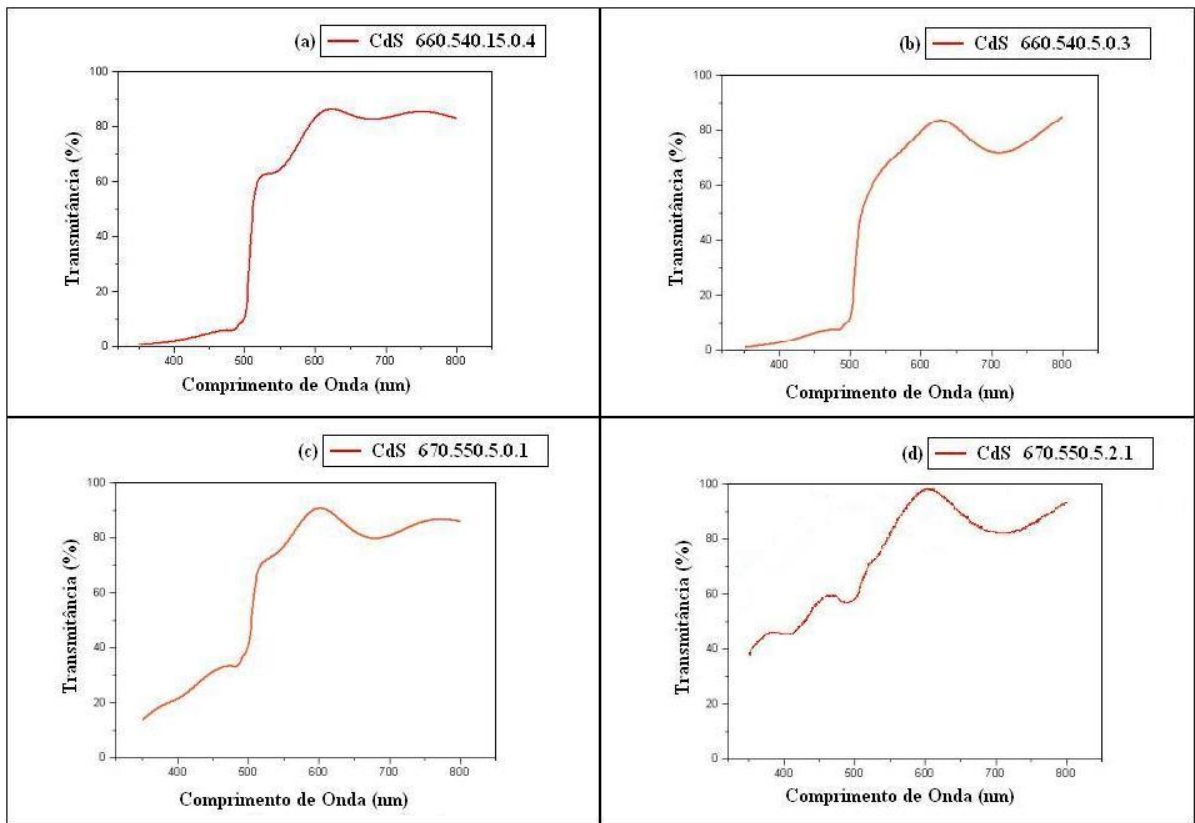 (a) CdS 660.540.15.0.4
100
80
60
40
20
0
Transmitância (%)
400 500 600 700 800
Comprimento de Onda (nm)
(b) CdS 660.540.5.0.3
100
80
60
40
20
0
Transmitância (%)
400 500 600 700 800
Comprimento de Onda (nm)
(c) CdS 670.550.5.0.1
100
80
60
40
20
0
Transmitância (%)
400 500 600 700 800
Comprimento de Onda (nm)
(d) CdS 670.550.5.2.1
100
80
60
40
20
0
Transmitância (%)
400 500 600 700 800
Comprimento de Onda (nm)